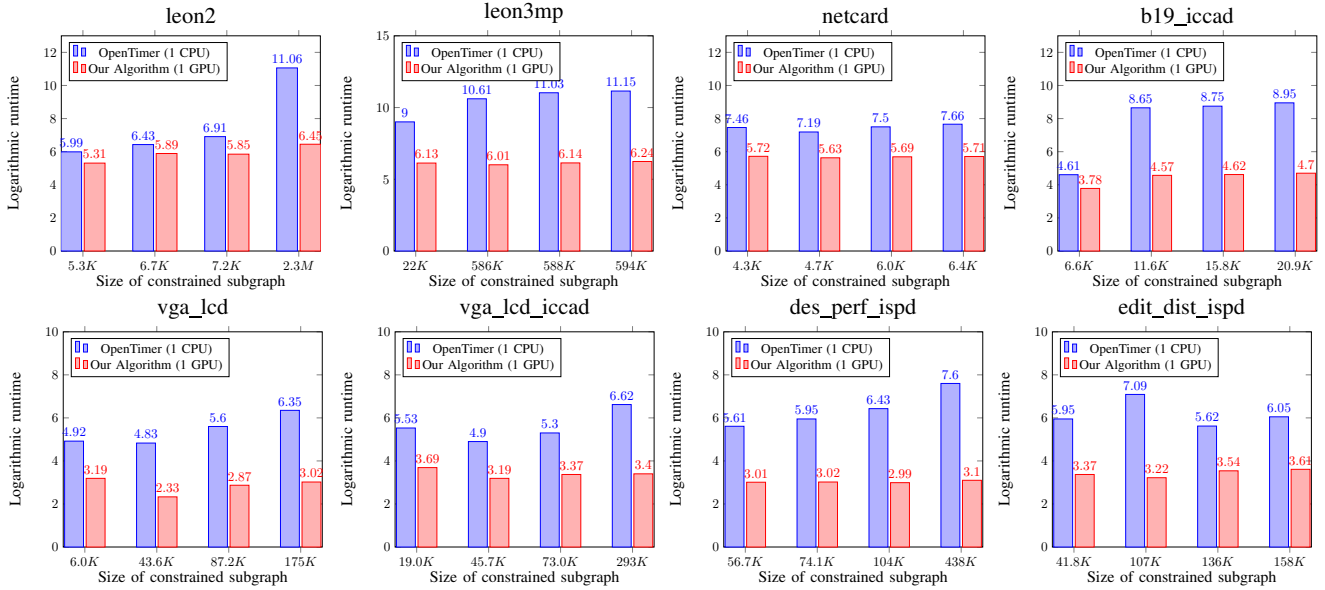 leon2
leon3mp
netcard
b19_iccad
Logarithmic runtime
12
10
8
6
4
2
0
OpenTimer (1 CPU)
Our Algorithm (1 GPU)
5.99
5.31
6.43
5.89
6.91
5.85
11.06
6.45
5.3K
6.7K
7.2K
2.3M
Size of constrained subgraph
Logarithmic runtime
15
10
5
0
OpenTimer (1 CPU)
Our Algorithm (1 GPU)
9
6.13
10.61
6.01
11.03
6.14
11.15
6.24
22K
586K
588K
594K
Size of constrained subgraph
Logarithmic runtime
12
10
8
6
4
2
0
OpenTimer (1 CPU)
Our Algorithm (1 GPU)
7.46
5.72
7.19
5.63
7.5
5.69
7.66
5.71
4.3K
4.7K
6.0K
6.4K
Size of constrained subgraph
Logarithmic runtime
12
10
8
6
4
2
0
OpenTimer (1 CPU)
Our Algorithm (1 GPU)
4.61
3.78
8.65
4.57
8.75
4.62
8.95
4.7
6.6K
11.6K
15.8K
20.9K
Size of constrained subgraph
vga_lcd
vga_lcd_iccad
des_perf_ispd
edit_dist_ispd
Logarithmic runtime
10
8
6
4
2
0
OpenTimer (1 CPU)
Our Algorithm (1 GPU)
4.92
3.19
4.83
2.33
5.6
2.87
6.35
3.02
6.0K
43.6K
87.2K
175K
Size of constrained subgraph
Logarithmic runtime
10
8
6
4
2
0
OpenTimer (1 CPU)
Our Algorithm (1 GPU)
5.53
3.69
4.9
3.19
5.3
3.37
6.62
3.4
19.0K
45.7K
73.0K
293K
Size of constrained subgraph
Logarithmic runtime
10
8
6
4
2
0
OpenTimer (1 CPU)
Our Algorithm (1 GPU)
5.61
3.01
5.95
3.02
6.43
2.99
7.6
3.1
56.7K
74.1K
104K
438K
Size of constrained subgraph
Logarithmic runtime
10
8
6
4
2
0
OpenTimer (1 CPU)
Our Algorithm (1 GPU)
5.95
3.37
7.09
3.22
5.62
3.54
6.05
3.61
41.8K
107K
136K
158K
Size of constrained subgraph